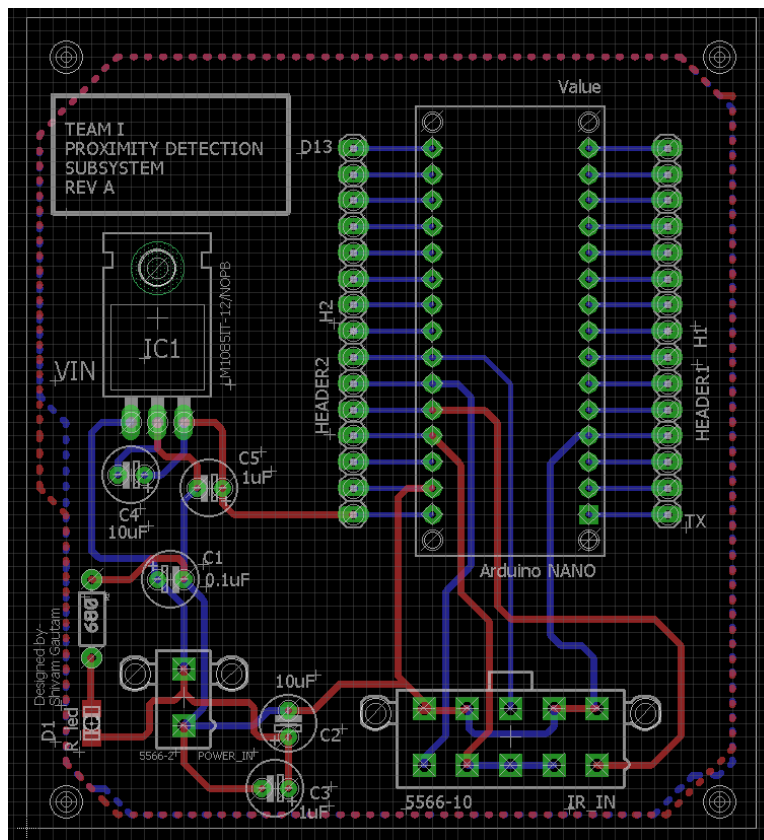 Value
TEAM I
PROXIMITY DETECTION
SUBSYSTEM
REV A
D13
M1085IT-12/NOPB
H2
H1
IC1
VIN
HEADER2
HEADER1
C5
1uF
C4
10uF
TX
C1
0.1uF
Arduino NANO
680
Designed by-
Shivam Gautam
10uF
D1
R_led
C2
5566-2
POWER_IN
C3
1uF
5566-10
IR_IN